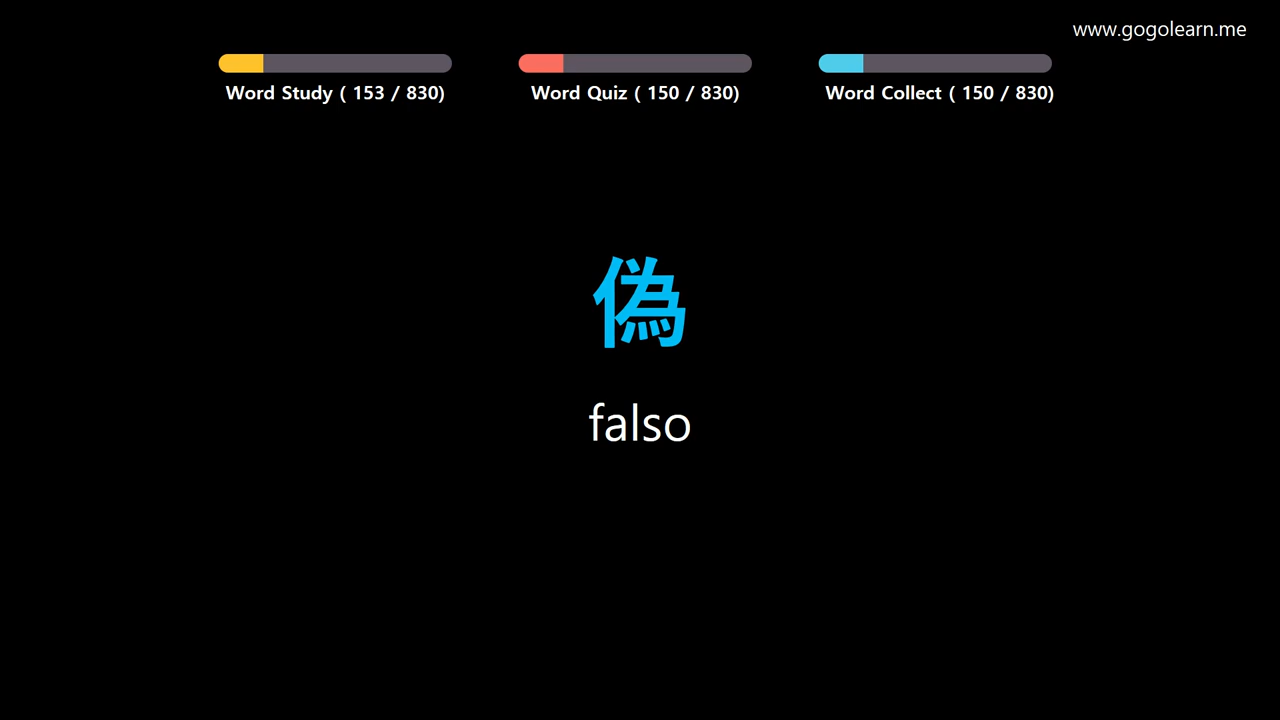 www.gogolearn.me
Word Study ( 153 / 830)
Word Quiz ( 150 / 830)
Word Collect ( 150 / 830)
偽
falso